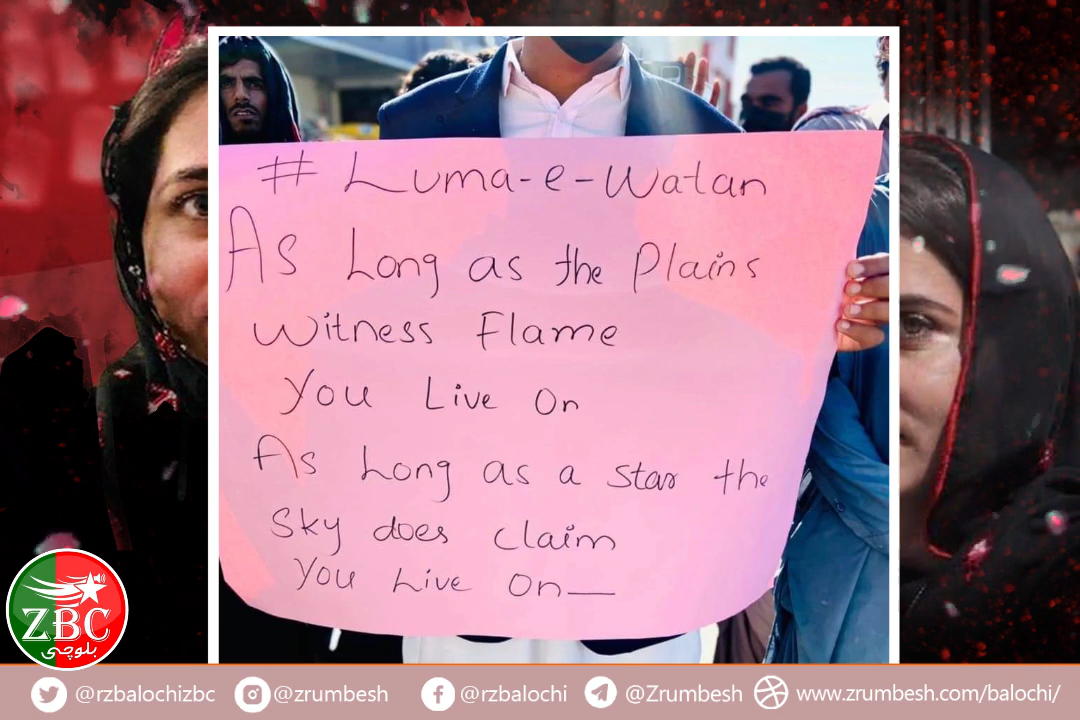 # Luma-e-Watan
As Long as the Plains
Witness Flame
You Live On
As Long as a star the
Sky does claim
You Live On—
ZBC
بلوچی
@rzbalochizbc
@zrumbesh
@rzbalochi
@Zrumbesh
www.zrumbesh.com/balochi/